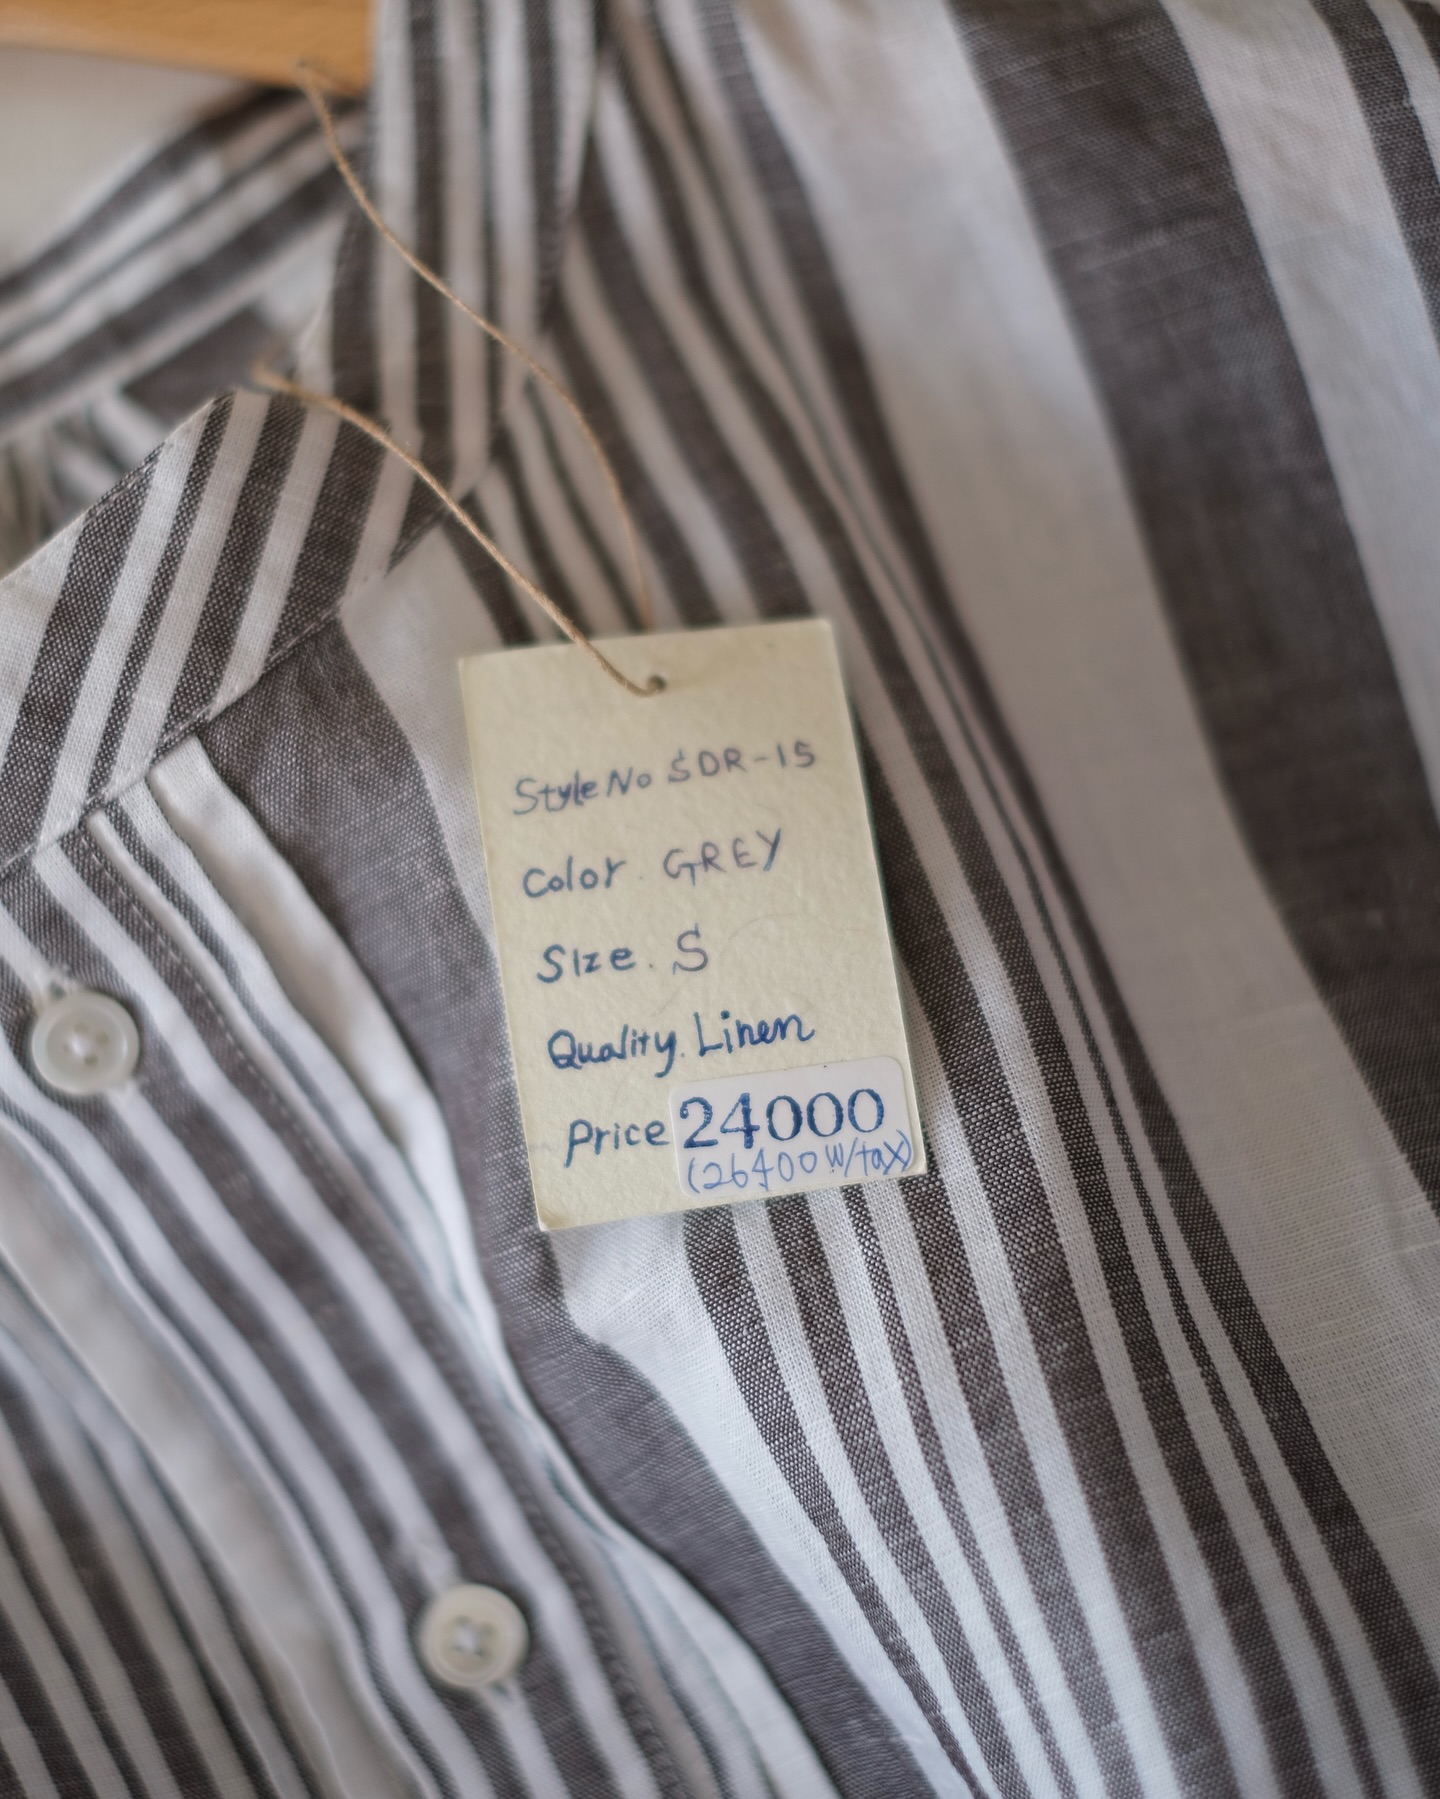 Style No SDR-15
Color. GREY
Size. S
Quality. Linen
Price 24000
(26400 W/tax)